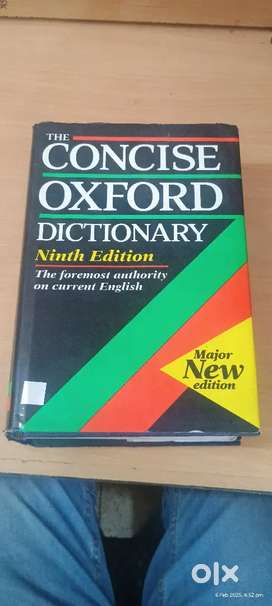 THE
CONCISE
OXFORD
DICTIONARY
Ninth Edition
The foremost authority
on current English
Major
New
edition
olx
6 Feb 2025, 4:52 pm